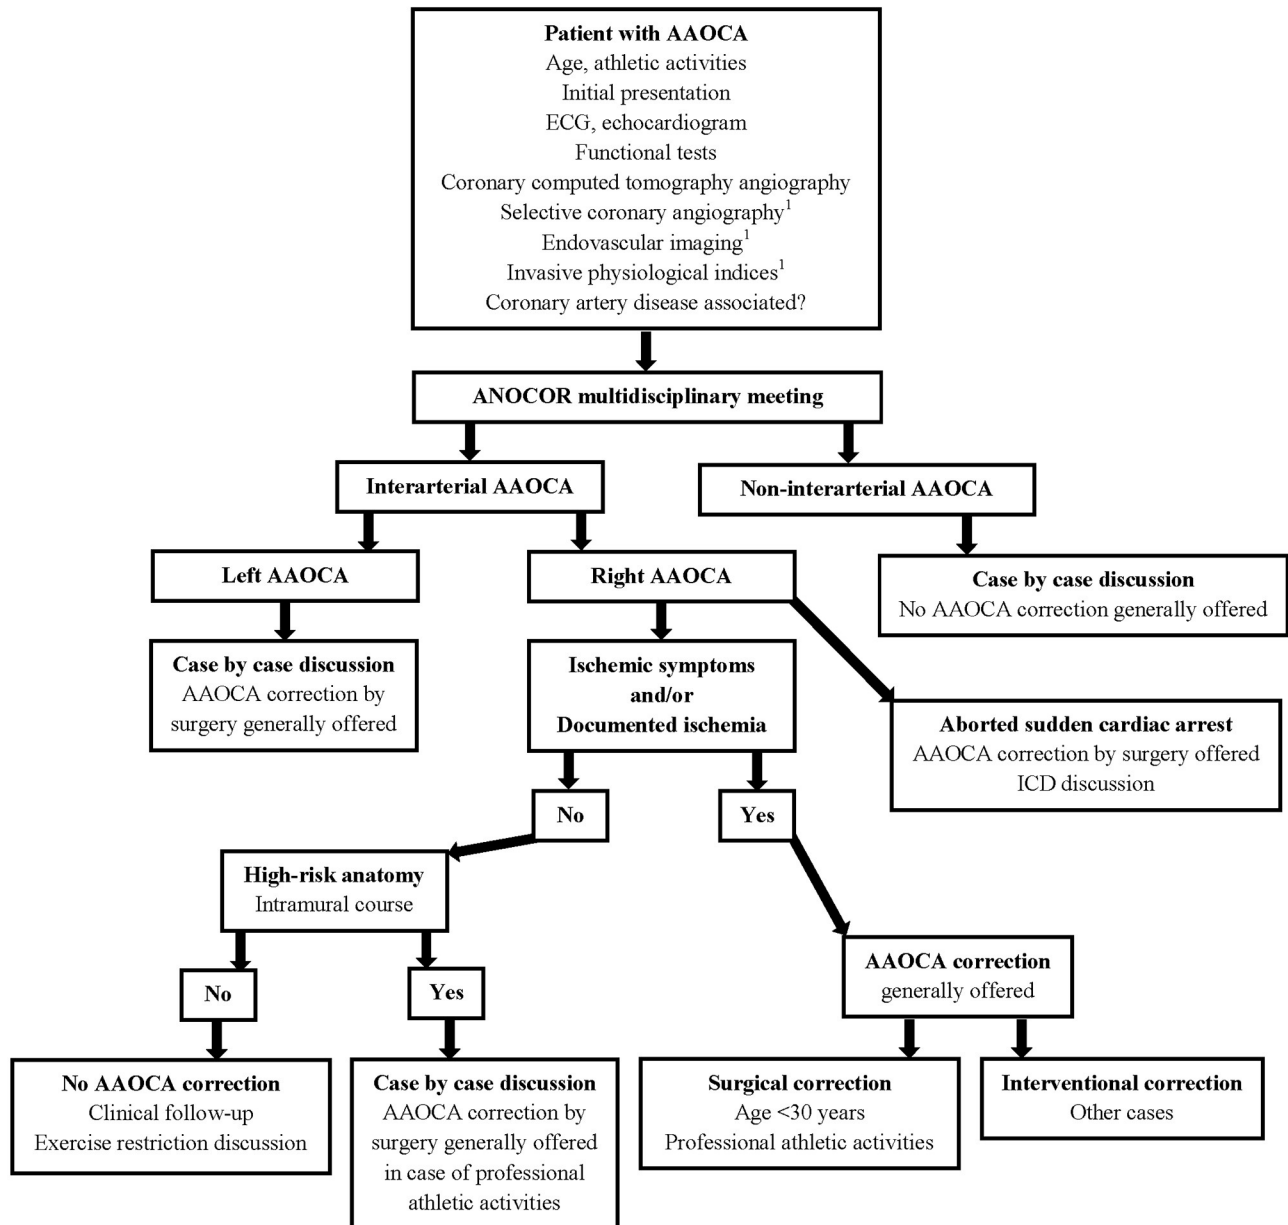 Patient with AAOCA
Age, athletic activities
Initial presentation
ECG, echocardiogram
Functional tests
Coronary computed tomography angiography
Selective coronary angiography¹
Endovascular imaging¹
Invasive physiological indices¹
Coronary artery disease associated?
ANOCOR multidisciplinary meeting
Interarterial AAOCA
Non-interarterial AAOCA
Left AAOCA
Right AAOCA
Case by case discussion
No AAOCA correction generally offered
Case by case discussion
AAOCA correction by
surgery generally offered
Ischemic symptoms
and/or
Documented ischemia
Aborted sudden cardiac arrest
AAOCA correction by surgery offered
ICD discussion
No
Yes
High-risk anatomy
Intramural course
AAOCA correction
generally offered
No
Yes
No AAOCA correction
Clinical follow-up
Exercise restriction discussion
Case by case discussion
AAOCA correction by
surgery generally offered
in case of professional
athletic activities
Surgical correction
Age <30 years
Professional athletic activities
Interventional correction
Other cases